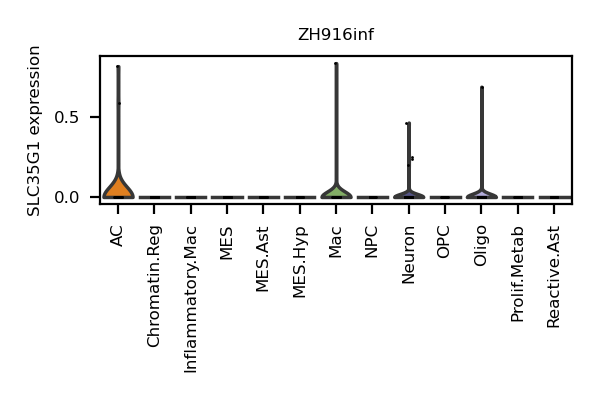 ZH916inf
SLC35G1 expression
0.5
0.0
AC
Chromatin.Reg
Inflammatory.Mac
MES
MES.Ast
MES.Hyp
Mac
NPC
Neuron
OPC
Oligo
Prolif.Metab
Reactive.Ast